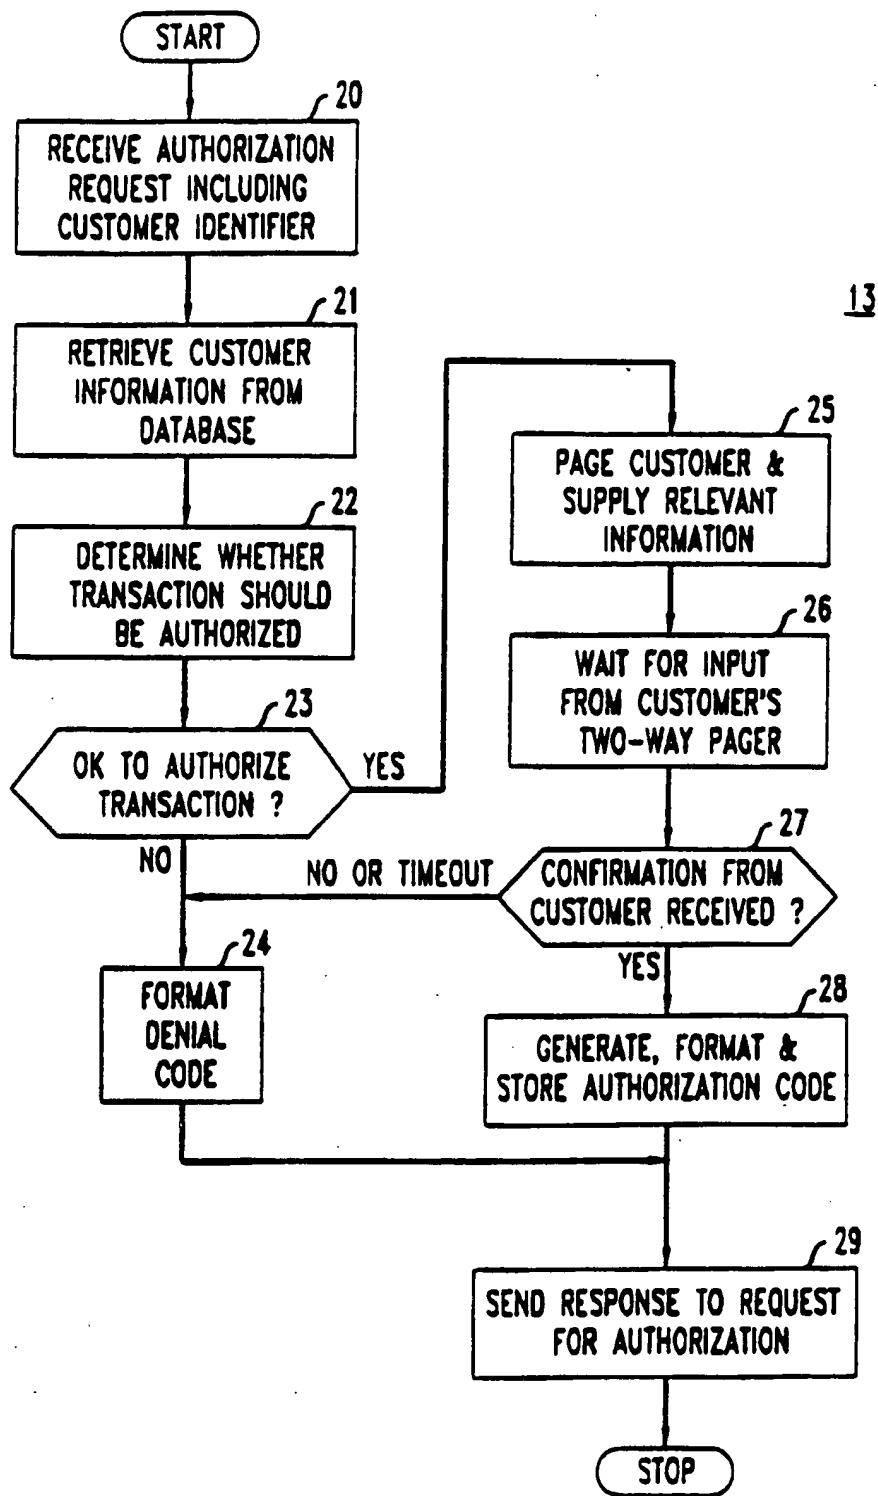 START
20
RECEIVE AUTHORIZATION
REQUEST INCLUDING
CUSTOMER IDENTIFIER
21
RETRIEVE CUSTOMER
INFORMATION FROM
DATABASE
22
DETERMINE WHETHER
TRANSACTION SHOULD
BE AUTHORIZED
23
OK TO AUTHORIZE
TRANSACTION ?
YES
NO
24
FORMAT
DENIAL
CODE
13
25
PAGE CUSTOMER &
SUPPLY RELEVANT
INFORMATION
26
WAIT FOR INPUT
FROM CUSTOMER'S
TWO-WAY PAGER
27
CONFIRMATION FROM
CUSTOMER RECEIVED ?
NO OR TIMEOUT
YES
28
GENERATE, FORMAT &
STORE AUTHORIZATION CODE
29
SEND RESPONSE TO REQUEST
FOR AUTHORIZATION
STOP